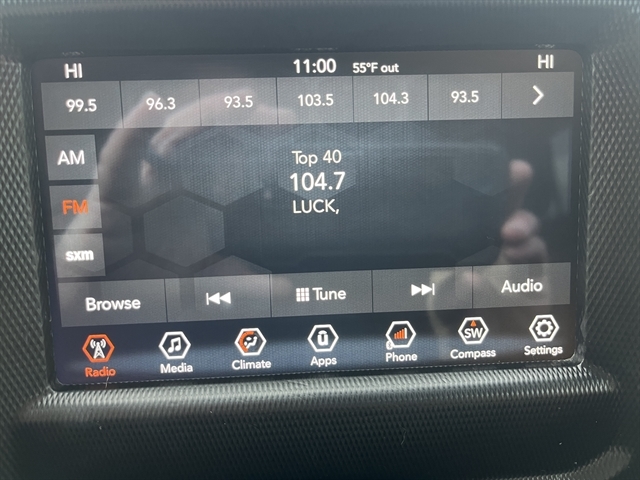 HI 11:00 55°F out HI
99.5 96.3 93.5 103.5 104.3 93.5
AM
FM
sxm
Top 40
104.7
LUCK,
Browse Tune Audio
SW
Radio Media Climate Apps Phone Compass Settings